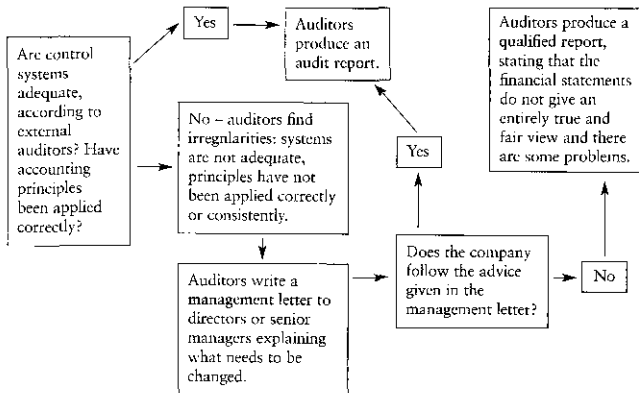 Are control
systems
adequate,
according to
external
auditors? Have
accounting
principles
been applied
correctly?
Yes
Auditors
produce an
audit report.
No – auditors find
irregularities: systems
are not adequate,
principles have not
been applied correctly
or consistently.
Auditors write a
management letter to
directors or senior
managers explaining
what needs to be
changed.
Does the company
follow the advice
given in the
management letter?
Yes
No
Auditors produce a
qualified report,
stating that the
financial statements
do not give an
entirely true and
fair view and there
are some problems.